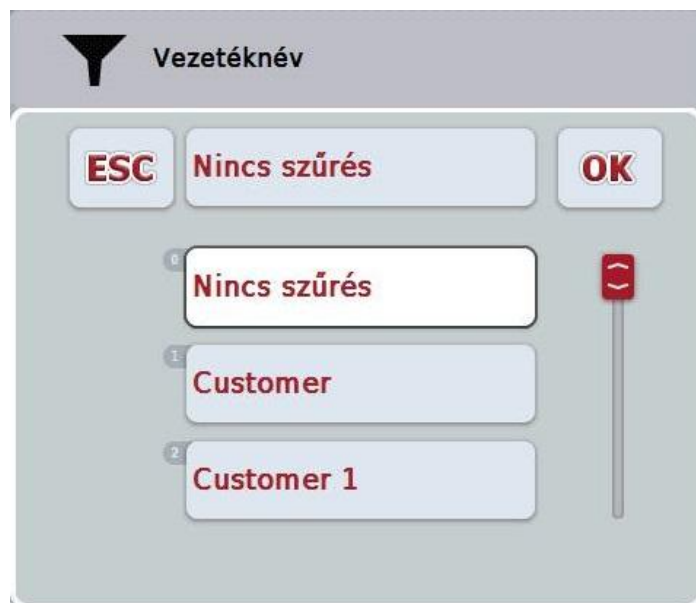 Vezetéknév
ESC
Nincs szűrés
OK
0
Nincs szűrés
1
Customer
2
Customer 1